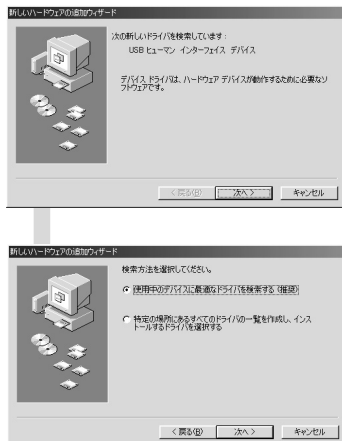 新しいハードウェアの追加ウィザード
次の新しいドライバを検索しています :
USB ヒューマン インターフェイス デバイス
デバイス ドライバは、ハードウェア デバイスが動作するために必要なソ
フトウェアです。
< 戻る(B)
次へ >
キャンセル
新しいハードウェアの追加ウィザード
検索方法を選択してください。
使用中のデバイスに最適なドライバを検索する (推奨)
特定の場所にあるすべてのドライバの一覧を作成し、インス
トールするドライバを選択する
< 戻る(B)
次へ >
キャンセル